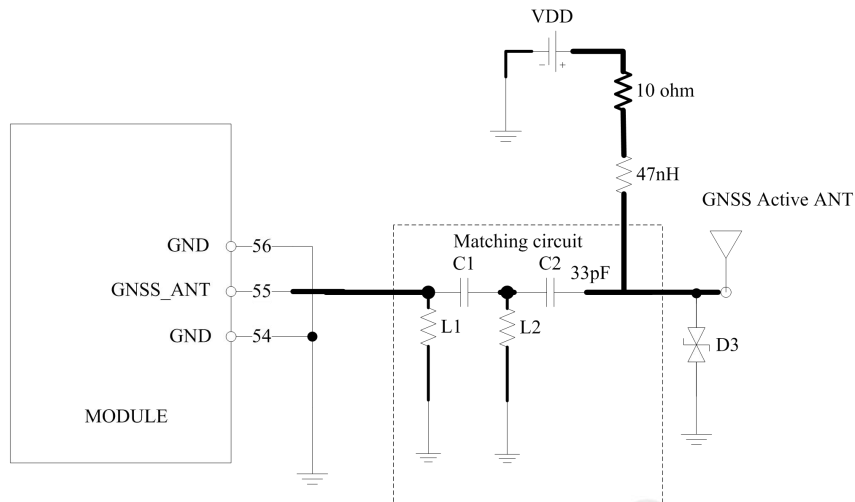 VDD
- +
10 ohm
47nH
GNSS Active ANT
Matching circuit
GND 56
C1 C2 33pF
GNSS_ANT 55
GND 54
L1 L2
D3
MODULE